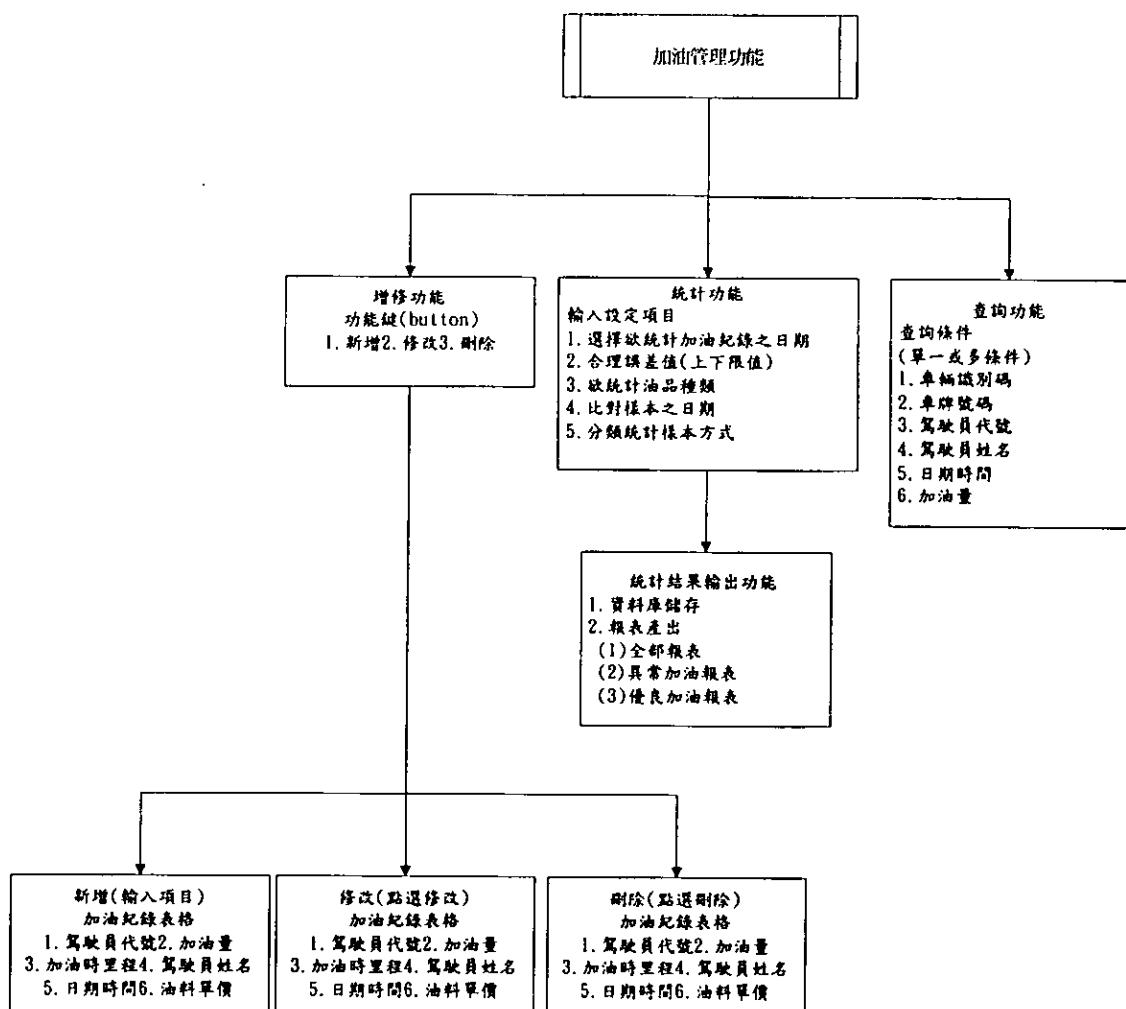 加油管理功能
增修功能
功能鍵(button)
1. 新增2. 修改3. 刪除
統計功能
輸入設定項目
1. 選擇欲統計加油紀錄之日期
2. 合理誤差值(上下限值)
3. 欲統計油品種類
4. 比對樣本之日期
5. 分類統計樣本方式
查詢功能
查詢條件
(單一或多條件)
1. 車輛識別碼
2. 車牌號碼
3. 駕駛員代號
4. 駕駛員姓名
5. 日期時間
6. 加油量
統計結果輸出功能
1. 資料庫儲存
2. 報表產出
(1)全部報表
(2)異常加油報表
(3)優良加油報表
新增(輸入項目)
加油紀錄表格
1. 駕駛員代號2. 加油量
3. 加油時里程4. 駕駛員姓名
5. 日期時間6. 油料單價
修改(點選修改)
加油紀錄表格
1. 駕駛員代號2. 加油量
3. 加油時里程4. 駕駛員姓名
5. 日期時間6. 油料單價
刪除(點選刪除)
加油紀錄表格
1. 駕駛員代號2. 加油量
3. 加油時里程4. 駕駛員姓名
5. 日期時間6. 油料單價